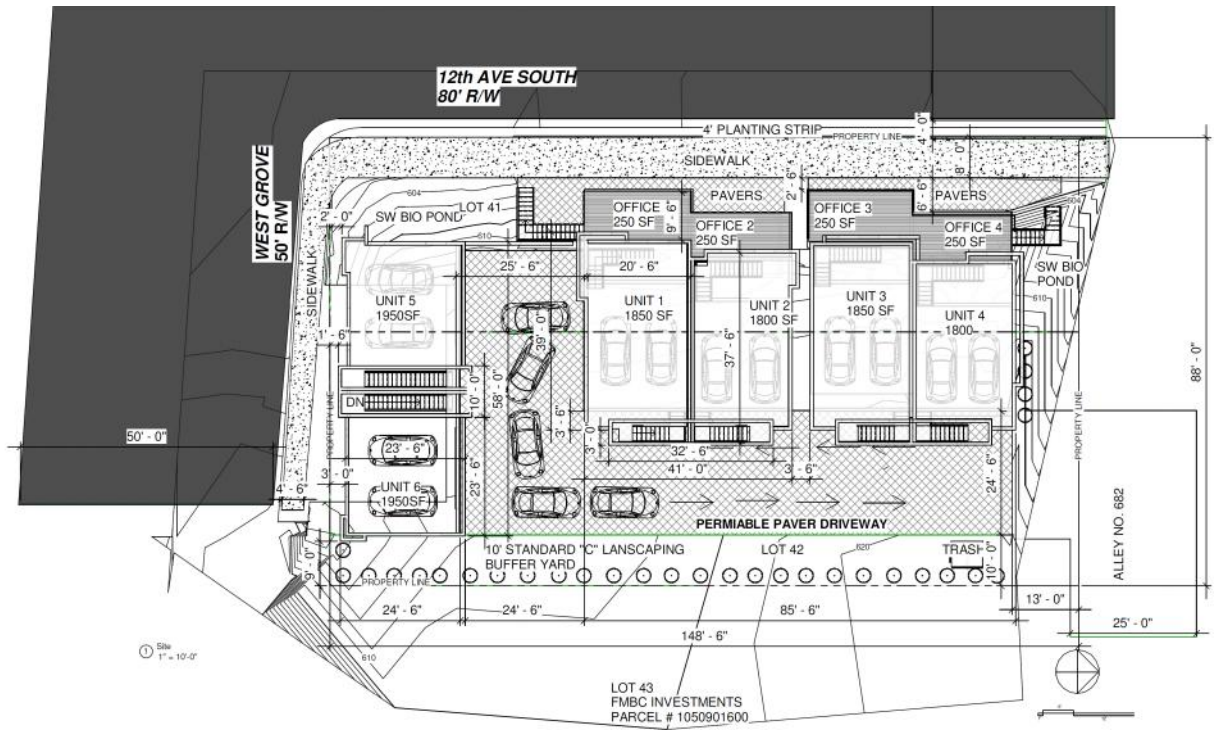 12th AVE SOUTH
80' R/W
WEST GROVE
50' R/W
4' PLANTING STRIP
PROPERTY LINE
4' - 0"
8' - 0"
SIDEWALK
SIDEWALK
2' - 0"
604
SW BIO POND
LOT 41
610
PAVERS
2' - 6"
6' - 6"
PAVERS
604
OFFICE
250 SF
9' - 6"
OFFICE 2
250 SF
OFFICE 3
250 SF
OFFICE 4
250 SF
SW BIO
POND
610
25' - 6"
20' - 6"
UNIT 5
1950SF
UNIT 1
1850 SF
UNIT 2
1800 SF
UNIT 3
1850 SF
UNIT 4
1800
1' - 6"
39' - 0"
37' - 6"
88' - 0"
DN
10' - 0"
58' - 0"
PROPERTY LINE
PROPERTY LINE
50' - 0"
23' - 6"
3' - 6"
3' - 0"
32' - 6"
41' - 0"
3' - 6"
24' - 6"
3' - 0"
4' - 6"
UNIT 6
1950SF
23' - 6"
PERMIABLE PAVER DRIVEWAY
10' STANDARD "C" LANSCAPING
BUFFER YARD
LOT 42
620
TRASH
10' - 0"
ALLEY NO. 682
9' - 0"
PROPERTY LINE
24' - 6"
24' - 6"
85' - 6"
13' - 0"
25' - 0"
148' - 6"
610
1
Site
1" = 10'-0"
LOT 43
FMBC INVESTMENTS
PARCEL # 1050901600